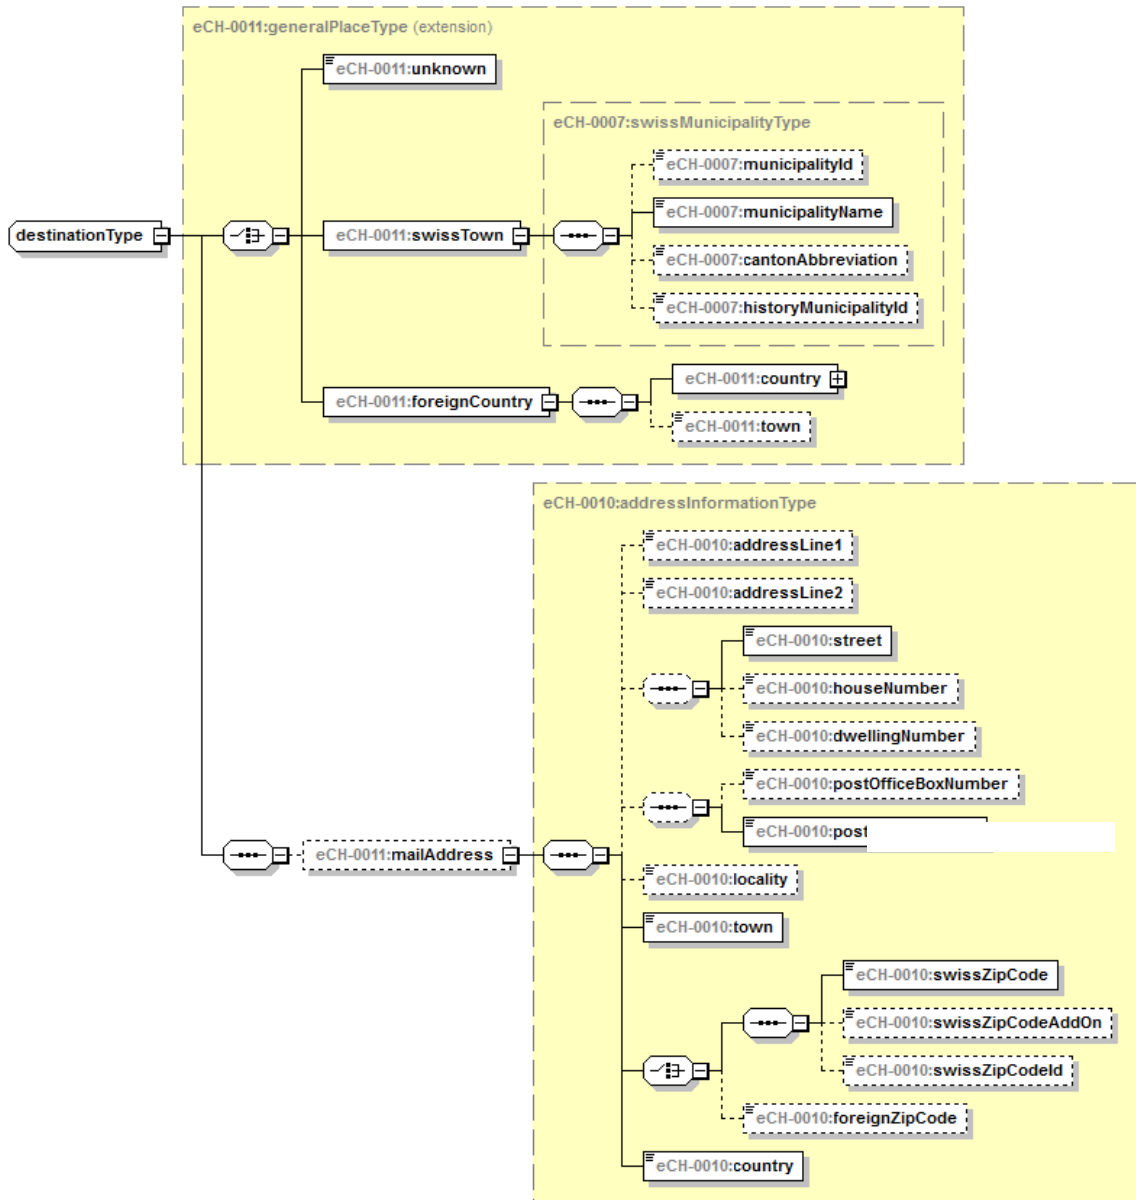 eCH-0011:generalPlaceType (extension)
eCH-0011:unknown
eCH-0007:swissMunicipalityType
eCH-0007:municipalityId
eCH-0007:municipalityName
destinationType
eCH-0011:swissTown
eCH-0007:cantonAbbreviation
eCH-0007:historyMunicipalityId
eCH-0011:country
eCH-0011:foreignCountry
eCH-0011:town
eCH-0010:addressInformationType
eCH-0010:addressLine1
eCH-0010:addressLine2
eCH-0010:street
eCH-0010:houseNumber
eCH-0010:dwellingNumber
eCH-0010:postOfficeBoxNumber
eCH-0010:post
eCH-0011:mailAddress
eCH-0010:locality
eCH-0010:town
eCH-0010:swissZipCode
eCH-0010:swissZipCodeAddOn
eCH-0010:swissZipCodeId
eCH-0010:foreignZipCode
eCH-0010:country